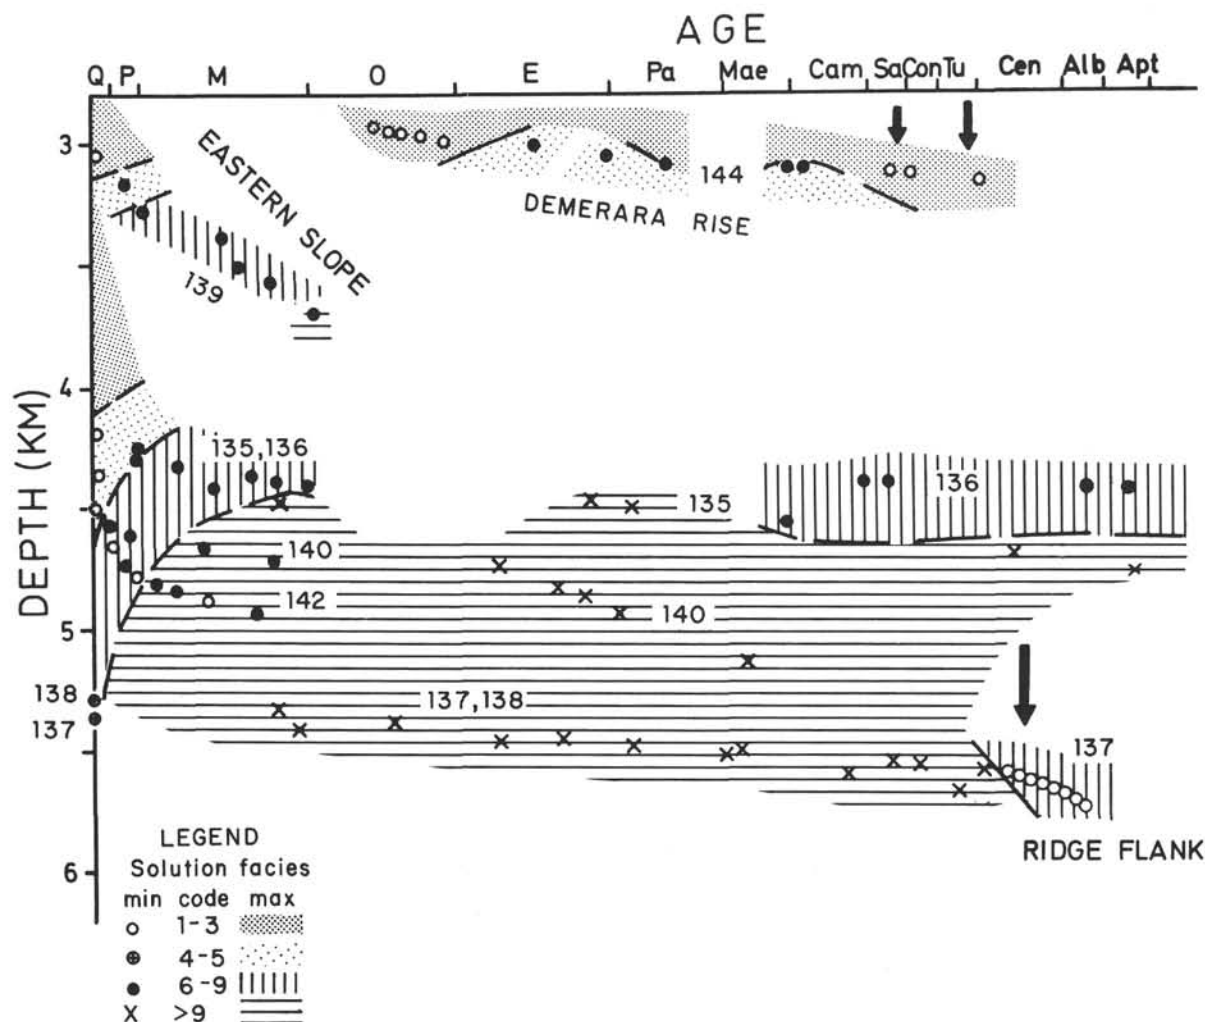 AGE
Q P M O E Pa Mae Cam Sa Con Tu Cen Alb Apt
3
EASTERN SLOPE
144
DEMERARA RISE
139
DEPTH (KM)
4
135,136
136
135
140
142
140
5
138
137,138
137
137
RIDGE FLANK
6
LEGEND
Solution facies
min code max
1-3
4-5
6-9
X >9